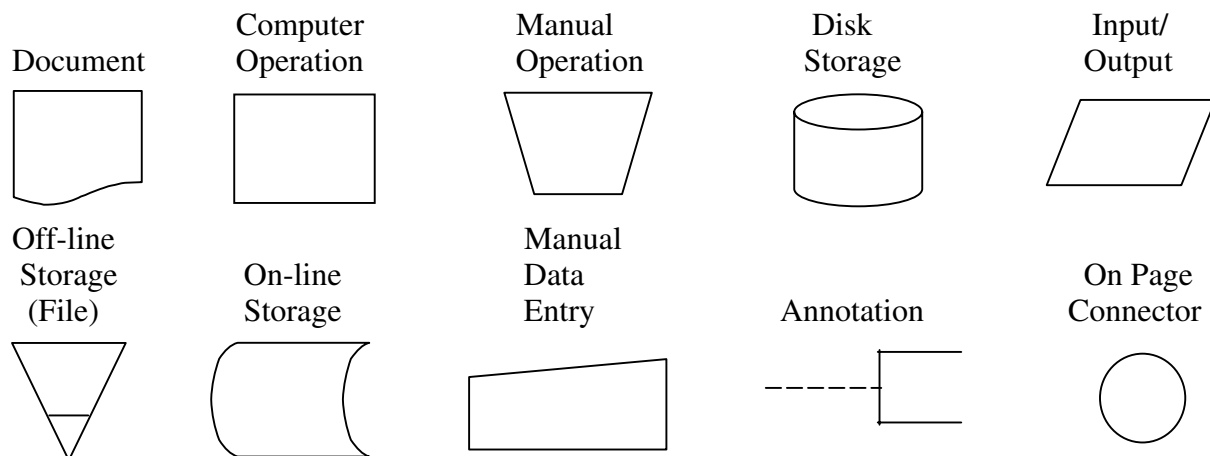 Document
Computer
Operation
Manual
Operation
Disk
Storage
Input/
Output
Off-line
Storage
(File)
On-line
Storage
Manual
Data
Entry
Annotation
On Page
Connector